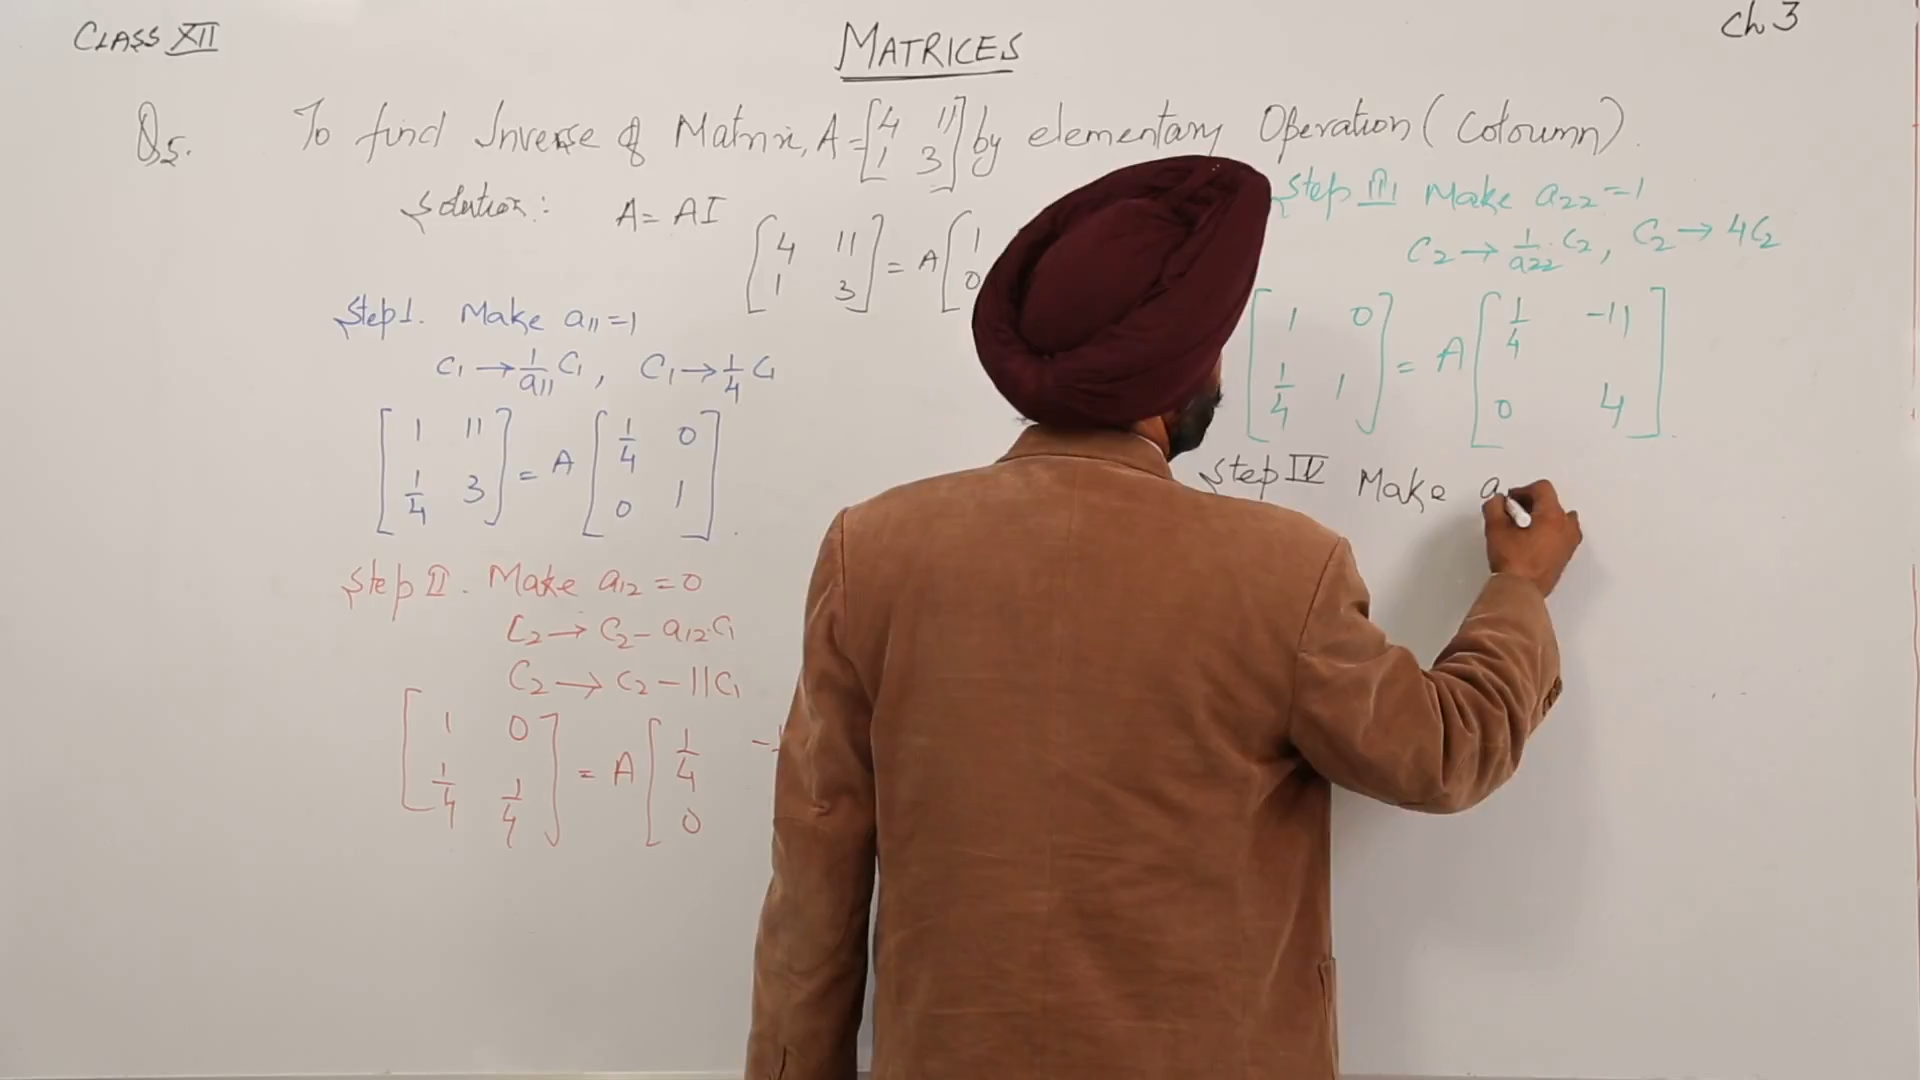 CLASS XII
MATRICES
Ch 3
Q5. To find Inverse of Matrix, A = [4 11] by elementary Operation (Coloumn).
[1 3]
Solution: A = AI
[4 11] = A [1
[1 3] [0
Step I. Make a11 = 1
C1 → 1/a11 C1, C1 → 1/4 C1
[1 11] = A [1/4 0]
[1/4 3] [0 1]
Step II. Make a12 = 0
C2 → C2 - a12.C1
C2 → C2 - 11C1
[1 0] = A [1/4
[1/4 1/4] [0
Step III Make a22 = 1
C2 → 1/a22 . C2, C2 → 4C2
[1 0] = A [1/4 -11]
[1/4 1] [0 4]
Step IV Make a